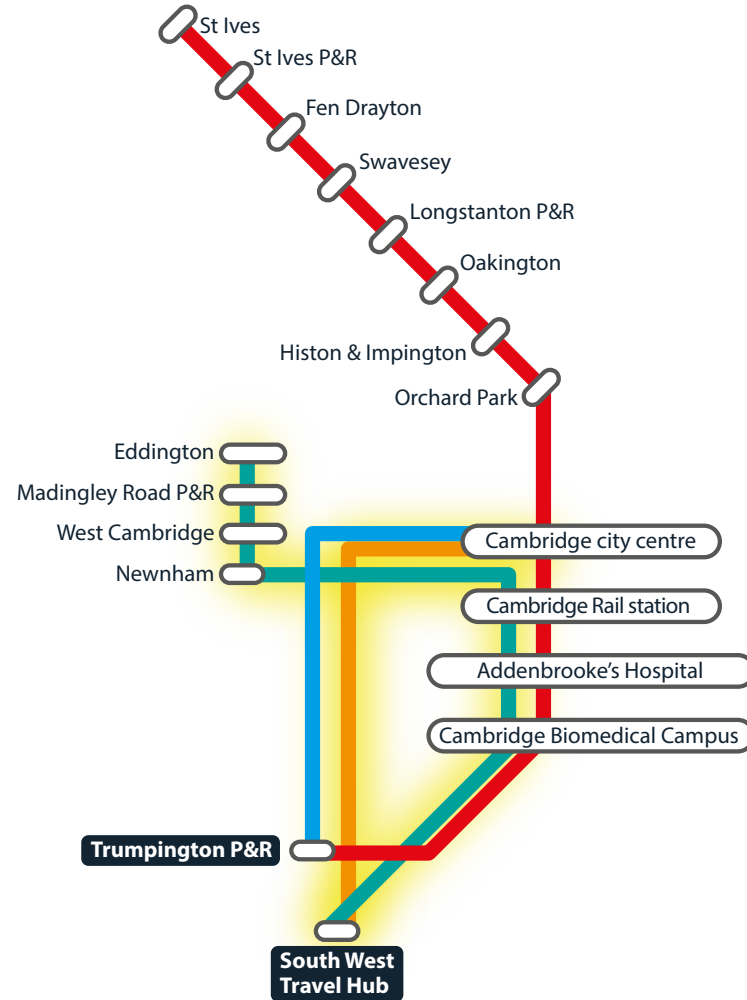 St Ives
St Ives P&R
Fen Drayton
Swavesey
Longstanton P&R
Oakington
Histon & Impington
Orchard Park
Eddington
Madingley Road P&R
West Cambridge
Cambridge city centre
Newnham
Cambridge Rail station
Addenbrooke's Hospital
Cambridge Biomedical Campus
Trumpington P&R
South West
Travel Hub